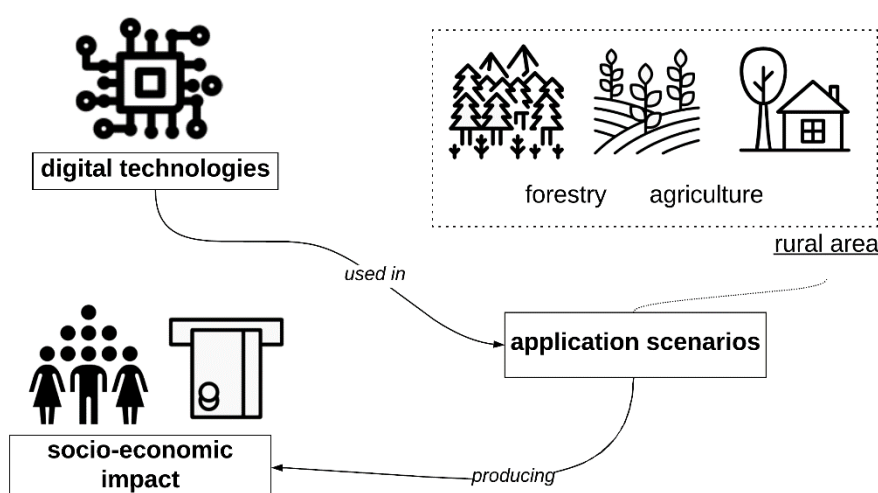 digital technologies
forestry agriculture
rural area
used in
application scenarios
socio-economic
impact
producing